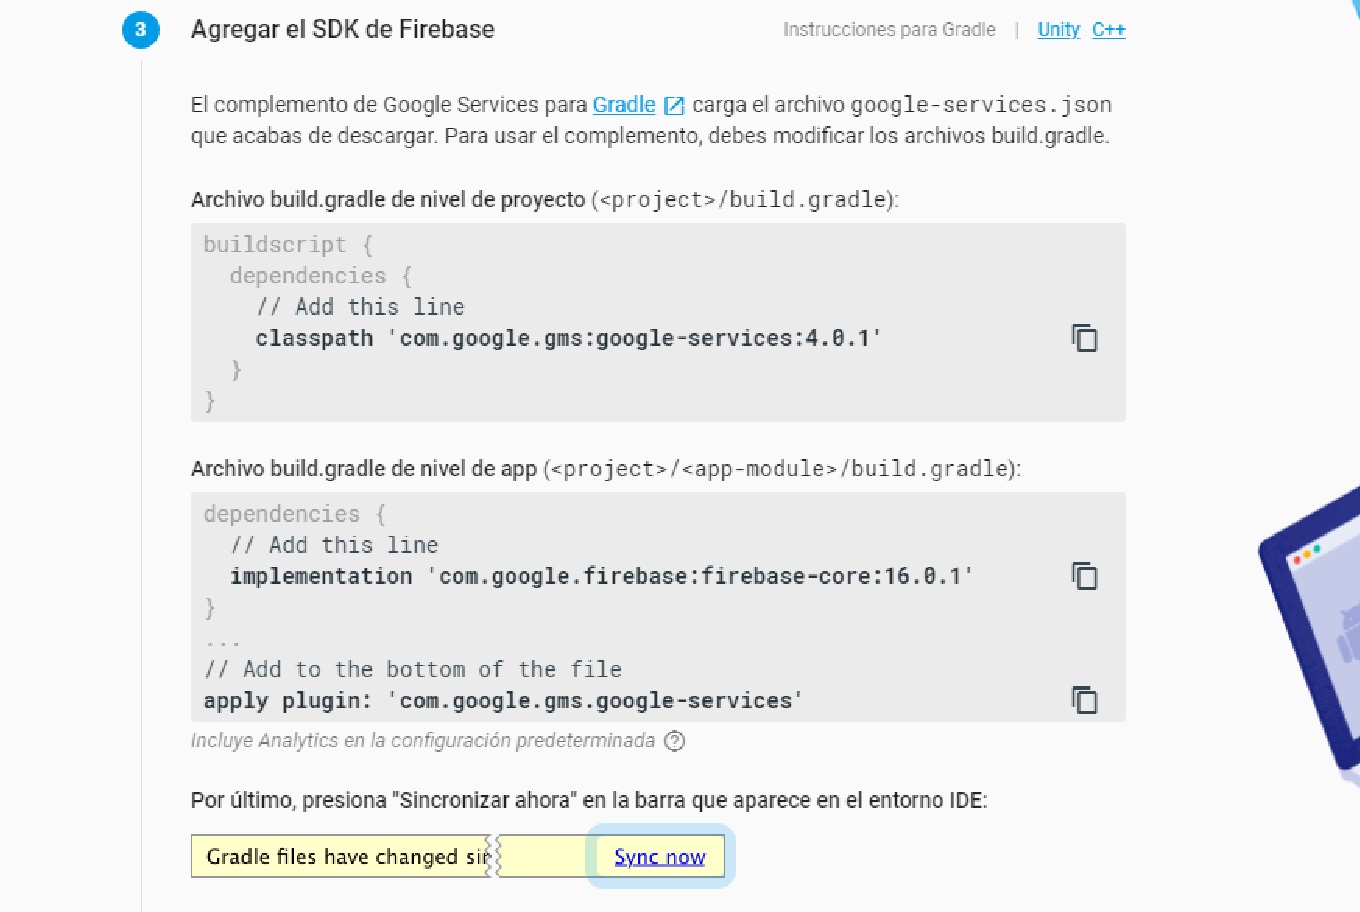 3 Agregar el SDK de Firebase Instrucciones para Gradle | Unity C++
El complemento de Google Services para Gradle carga el archivo google-services.json
que acabas de descargar. Para usar el complemento, debes modificar los archivos build.gradle.
Archivo build.gradle de nivel de proyecto (<project>/build.gradle):
buildscript {
dependencies {
// Add this line
classpath 'com.google.gms:google-services:4.0.1'
}
}
Archivo build.gradle de nivel de app (<project>/<app-module>/build.gradle):
dependencies {
// Add this line
implementation 'com.google.firebase:firebase-core:16.0.1'
}
...
// Add to the bottom of the file
apply plugin: 'com.google.gms.google-services'
Incluye Analytics en la configuración predeterminada ?
Por último, presiona "Sincronizar ahora" en la barra que aparece en el entorno IDE:
Gradle files have changed sin Sync now